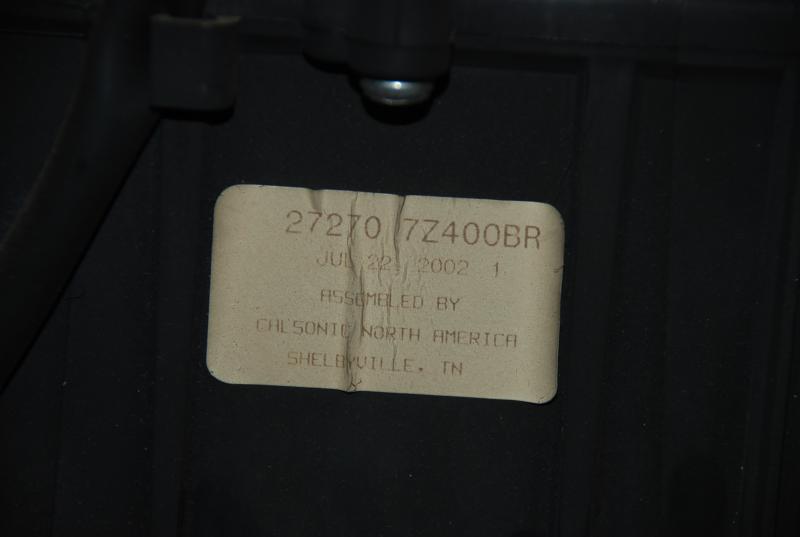 27270 7Z400BR
JUL 22, 2002 1
ASSEMBLED BY
CALSONIC NORTH AMERICA
SHELBYVILLE, TN